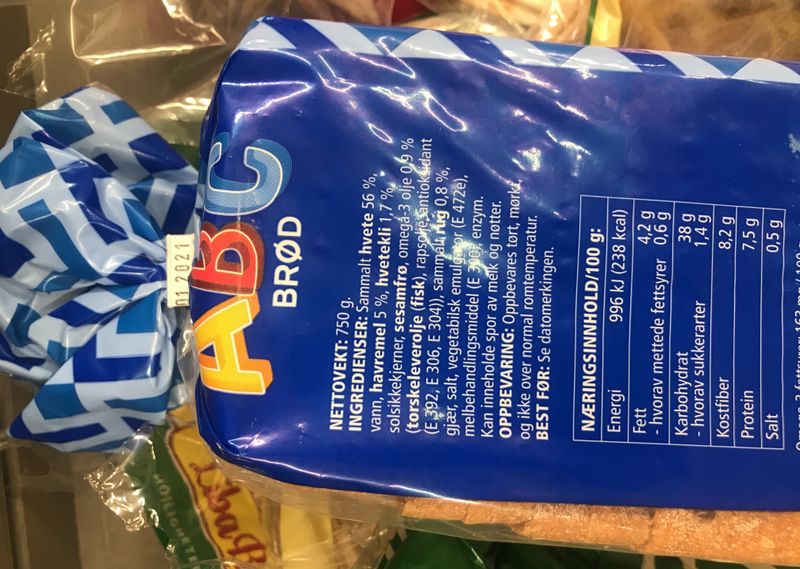 ABC
BRØD
01.2021
NETTOVEKT: 750 g.
INGREDIENSER: Sammalt hvete 56 %,
vann, havremel 5 %, hvetekli 1,7 %,
solsikkekjerner, sesamfrø, omega-3 olje 0,9 %
(torskeleverolje (fisk), rapsolje, antioksidant
(E 392, E 306, E 304)), sammalt rug 0,8 %,
gjær, salt, vegetabilsk emulgator (E 472e),
melbehandlingsmiddel (E 300), enzym.
Kan inneholde spor av melk og nøtter.
OPPBEVARING: Oppbevares tørt, mørkt
og ikke over normal romtemperatur.
BEST FØR: Se datomerkingen.
NÆRINGSINNHOLD/100 g:
Energi 996 kJ (238 kcal)
Fett 4,2 g
- hvorav mettede fettsyrer 0,6 g
Karbohydrat 38 g
- hvorav sukkerarter 1,4 g
Kostfiber 8,2 g
Protein 7,5 g
Salt 0,5 g